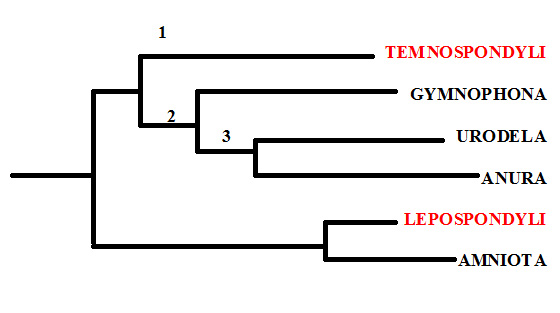 1
TEMNOSPONDYLI
GYMNOPHONA
2
3
URODELA
ANURA
LEPOSPONDYLI
AMNIOTA